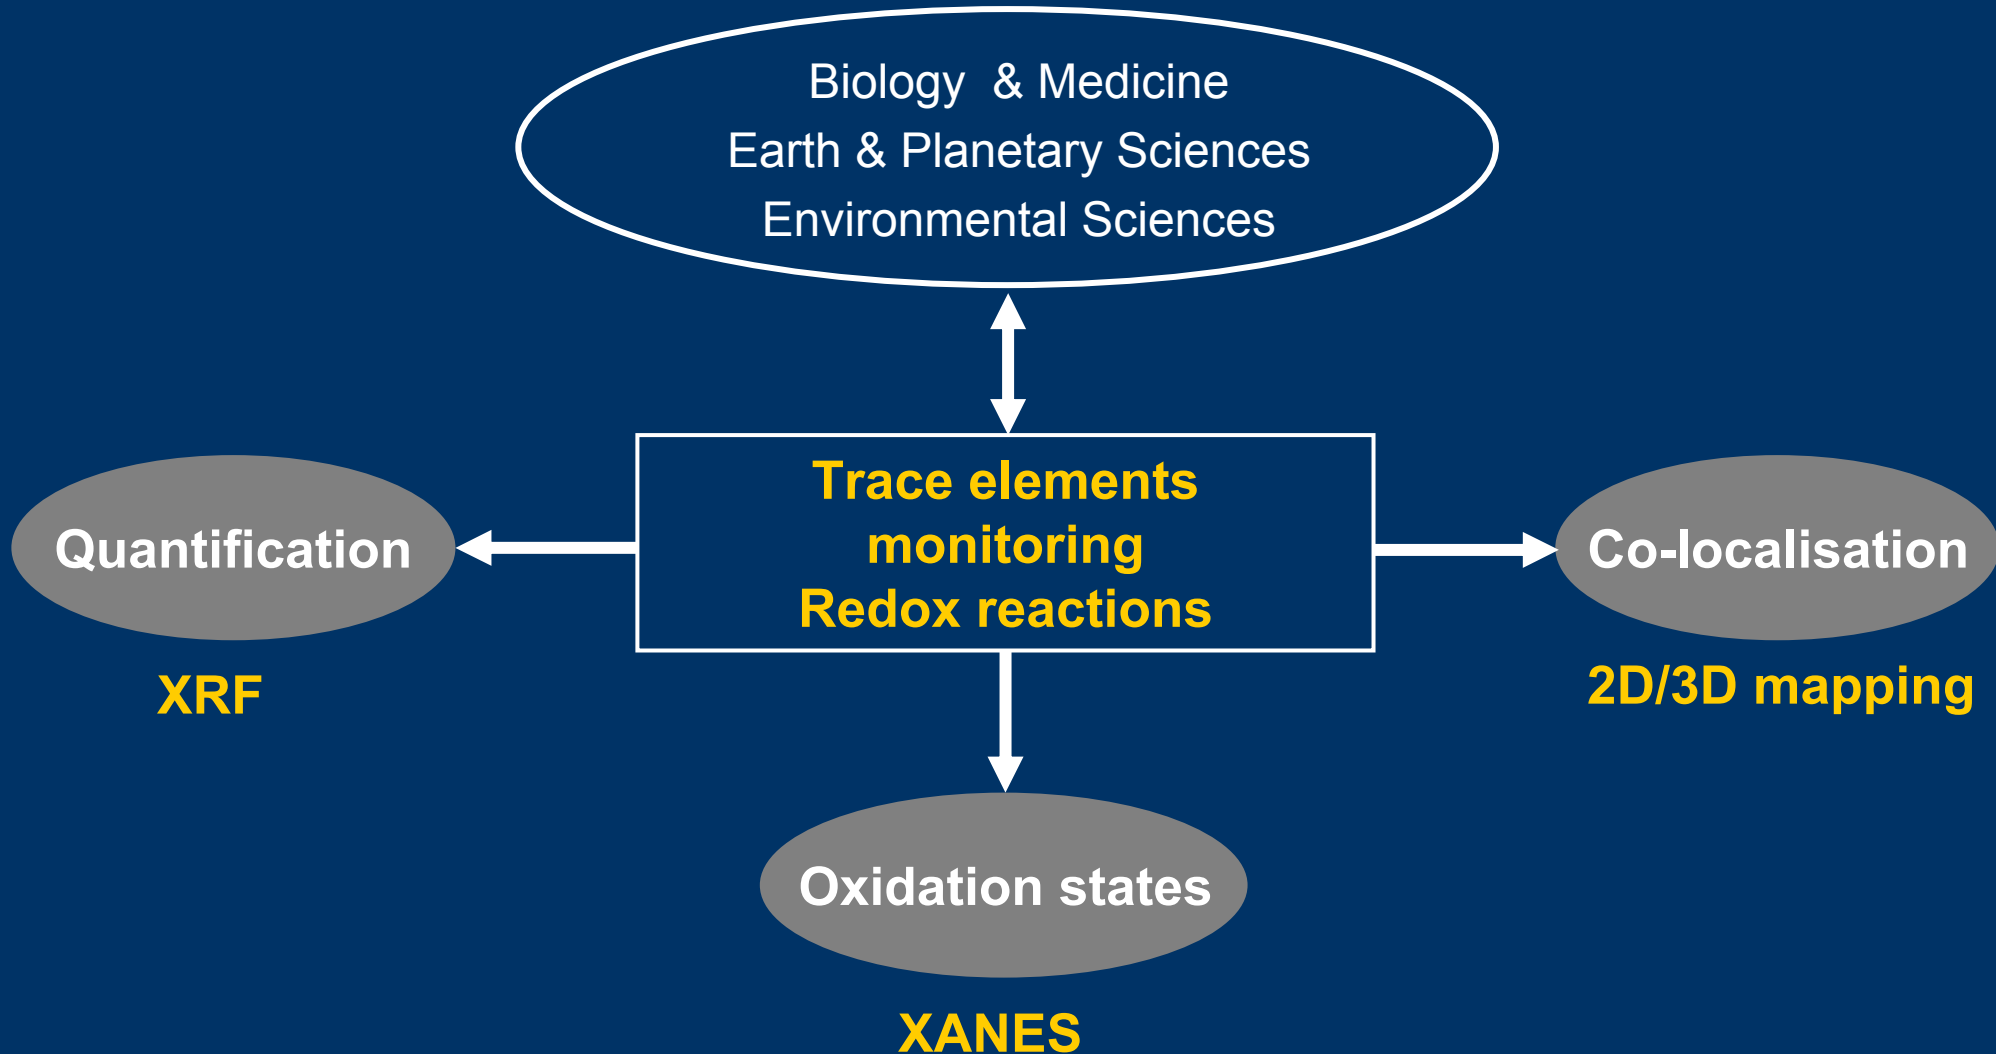 Biology & Medicine
Earth & Planetary Sciences
Environmental Sciences
Trace elements
monitoring
Redox reactions
Quantification
Co-localisation
XRF
2D/3D mapping
Oxidation states
XANES